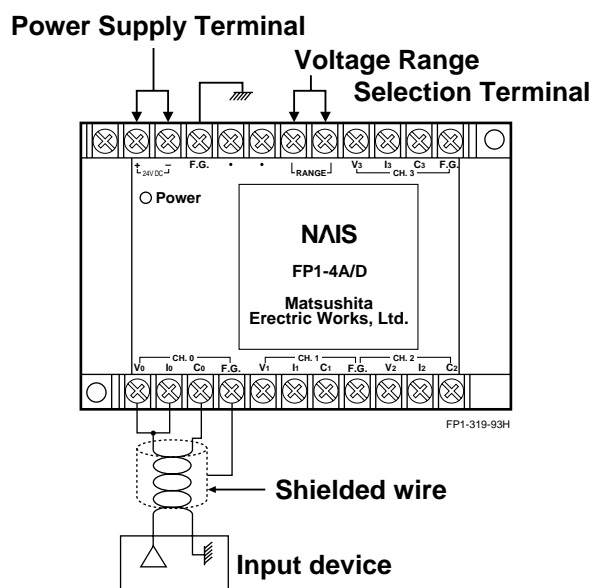 Power Supply Terminal
Voltage Range
Selection Terminal
+ − F.G. • • V3 I3 C3 F.G.
24V DC RANGE CH. 3
Power
NAIS
FP1-4A/D
Matsushita
Erectric Works, Ltd.
CH. 0 CH. 1 CH. 2
V0 I0 C0 F.G. V1 I1 C1 F.G. V2 I2 C2
FP1-319-93H
Shielded wire
Input device